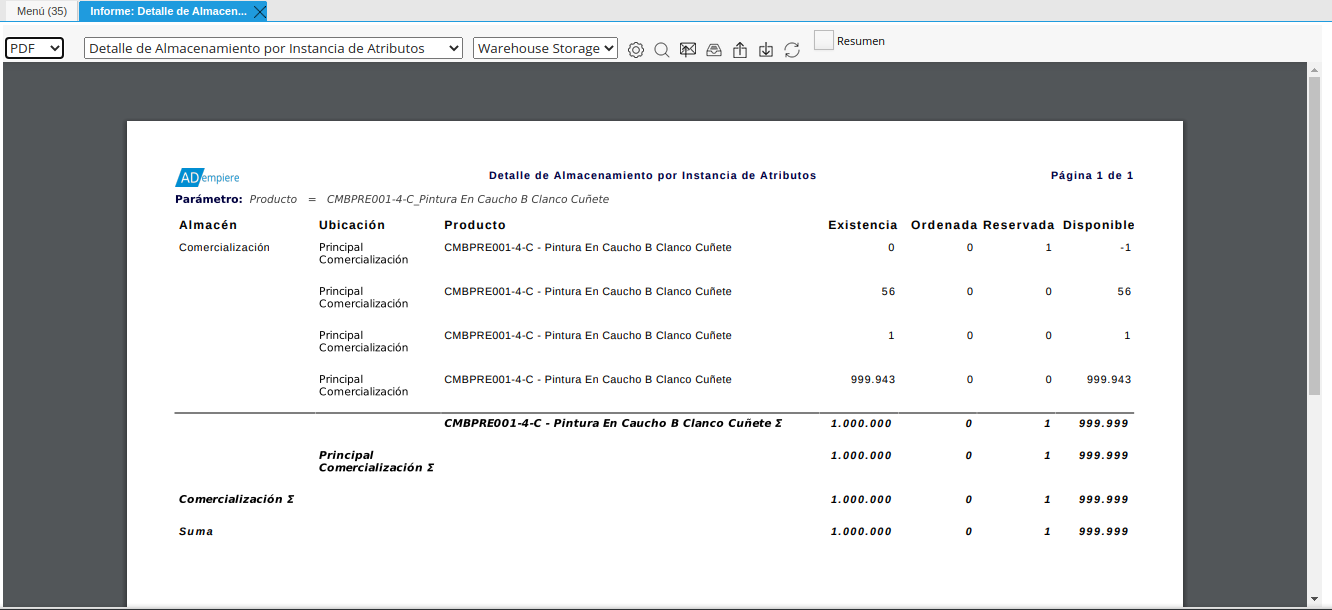 Menú (35)
Informe: Detalle de Almacen...
PDF
Detalle de Almacenamiento por Instancia de Atributos
Warehouse Storage
Resumen
ADempiere
Detalle de Almacenamiento por Instancia de Atributos
Página 1 de 1
Parámetro: Producto = CMBPRE001-4-C_Pintura En Caucho B Clanco Cuñete
Almacén Ubicación Producto Existencia Ordenada Reservada Disponible
Comercialización Principal CMBPRE001-4-C - Pintura En Caucho B Clanco Cuñete 0 0 1 -1
Comercialización
Principal CMBPRE001-4-C - Pintura En Caucho B Clanco Cuñete 56 0 0 56
Comercialización
Principal CMBPRE001-4-C - Pintura En Caucho B Clanco Cuñete 1 0 0 1
Comercialización
Principal CMBPRE001-4-C - Pintura En Caucho B Clanco Cuñete 999.943 0 0 999.943
Comercialización
CMBPRE001-4-C - Pintura En Caucho B Clanco Cuñete Σ 1.000.000 0 1 999.999
Principal 1.000.000 0 1 999.999
Comercialización Σ
Comercialización Σ 1.000.000 0 1 999.999
Suma 1.000.000 0 1 999.999